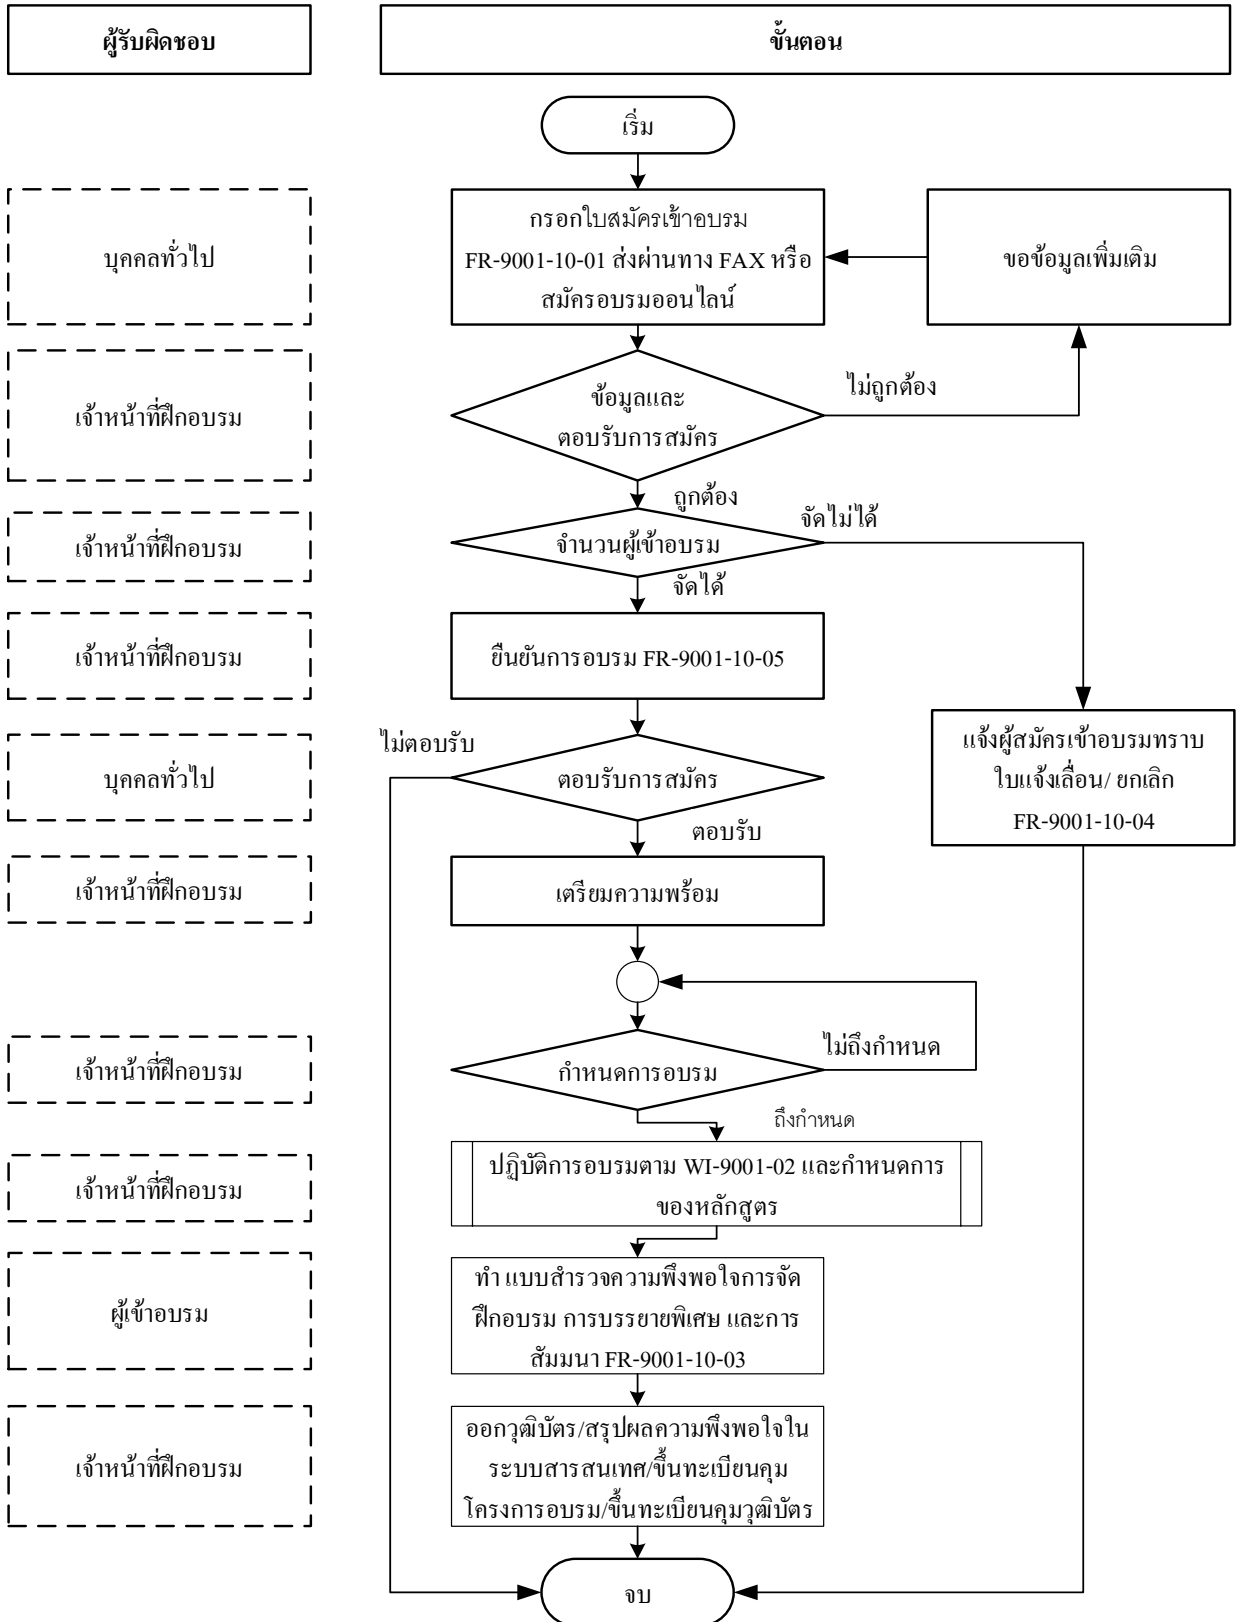 ผู้รับผิดชอบ
ขั้นตอน
เริ่ม
บุคคลทั่วไป
กรอกใบสมัครเข้าอบรม
FR-9001-10-01 ส่งผ่านทาง FAX หรือ
สมัครอบรมออนไลน์
ขอข้อมูลเพิ่มเติม
เจ้าหน้าที่ฝึกอบรม
ข้อมูลและ
ตอบรับการสมัคร
ไม่ถูกต้อง
ถูกต้อง
เจ้าหน้าที่ฝึกอบรม
จำนวนผู้เข้าอบรม
จัดไม่ได้
จัดได้
เจ้าหน้าที่ฝึกอบรม
ยืนยันการอบรม FR-9001-10-05
บุคคลทั่วไป
ไม่ตอบรับ
ตอบรับการสมัคร
ตอบรับ
แจ้งผู้สมัครเข้าอบรมทราบ
ใบแจ้งเลื่อน/ ยกเลิก
FR-9001-10-04
เจ้าหน้าที่ฝึกอบรม
เตรียมความพร้อม
เจ้าหน้าที่ฝึกอบรม
กำหนดการอบรม
ไม่ถึงกำหนด
ถึงกำหนด
เจ้าหน้าที่ฝึกอบรม
ปฏิบัติการอบรมตาม WI-9001-02 และกำหนดการ
ของหลักสูตร
ผู้เข้าอบรม
ทำ แบบสำรวจความพึงพอใจการจัด
ฝึกอบรม การบรรยายพิเศษ และการ
สัมมนา FR-9001-10-03
เจ้าหน้าที่ฝึกอบรม
ออกวุฒิบัตร/สรุปผลความพึงพอใจใน
ระบบสารสนเทศ/ขึ้นทะเบียนคุม
โครงการอบรม/ขึ้นทะเบียนคุมวุฒิบัตร
จบ